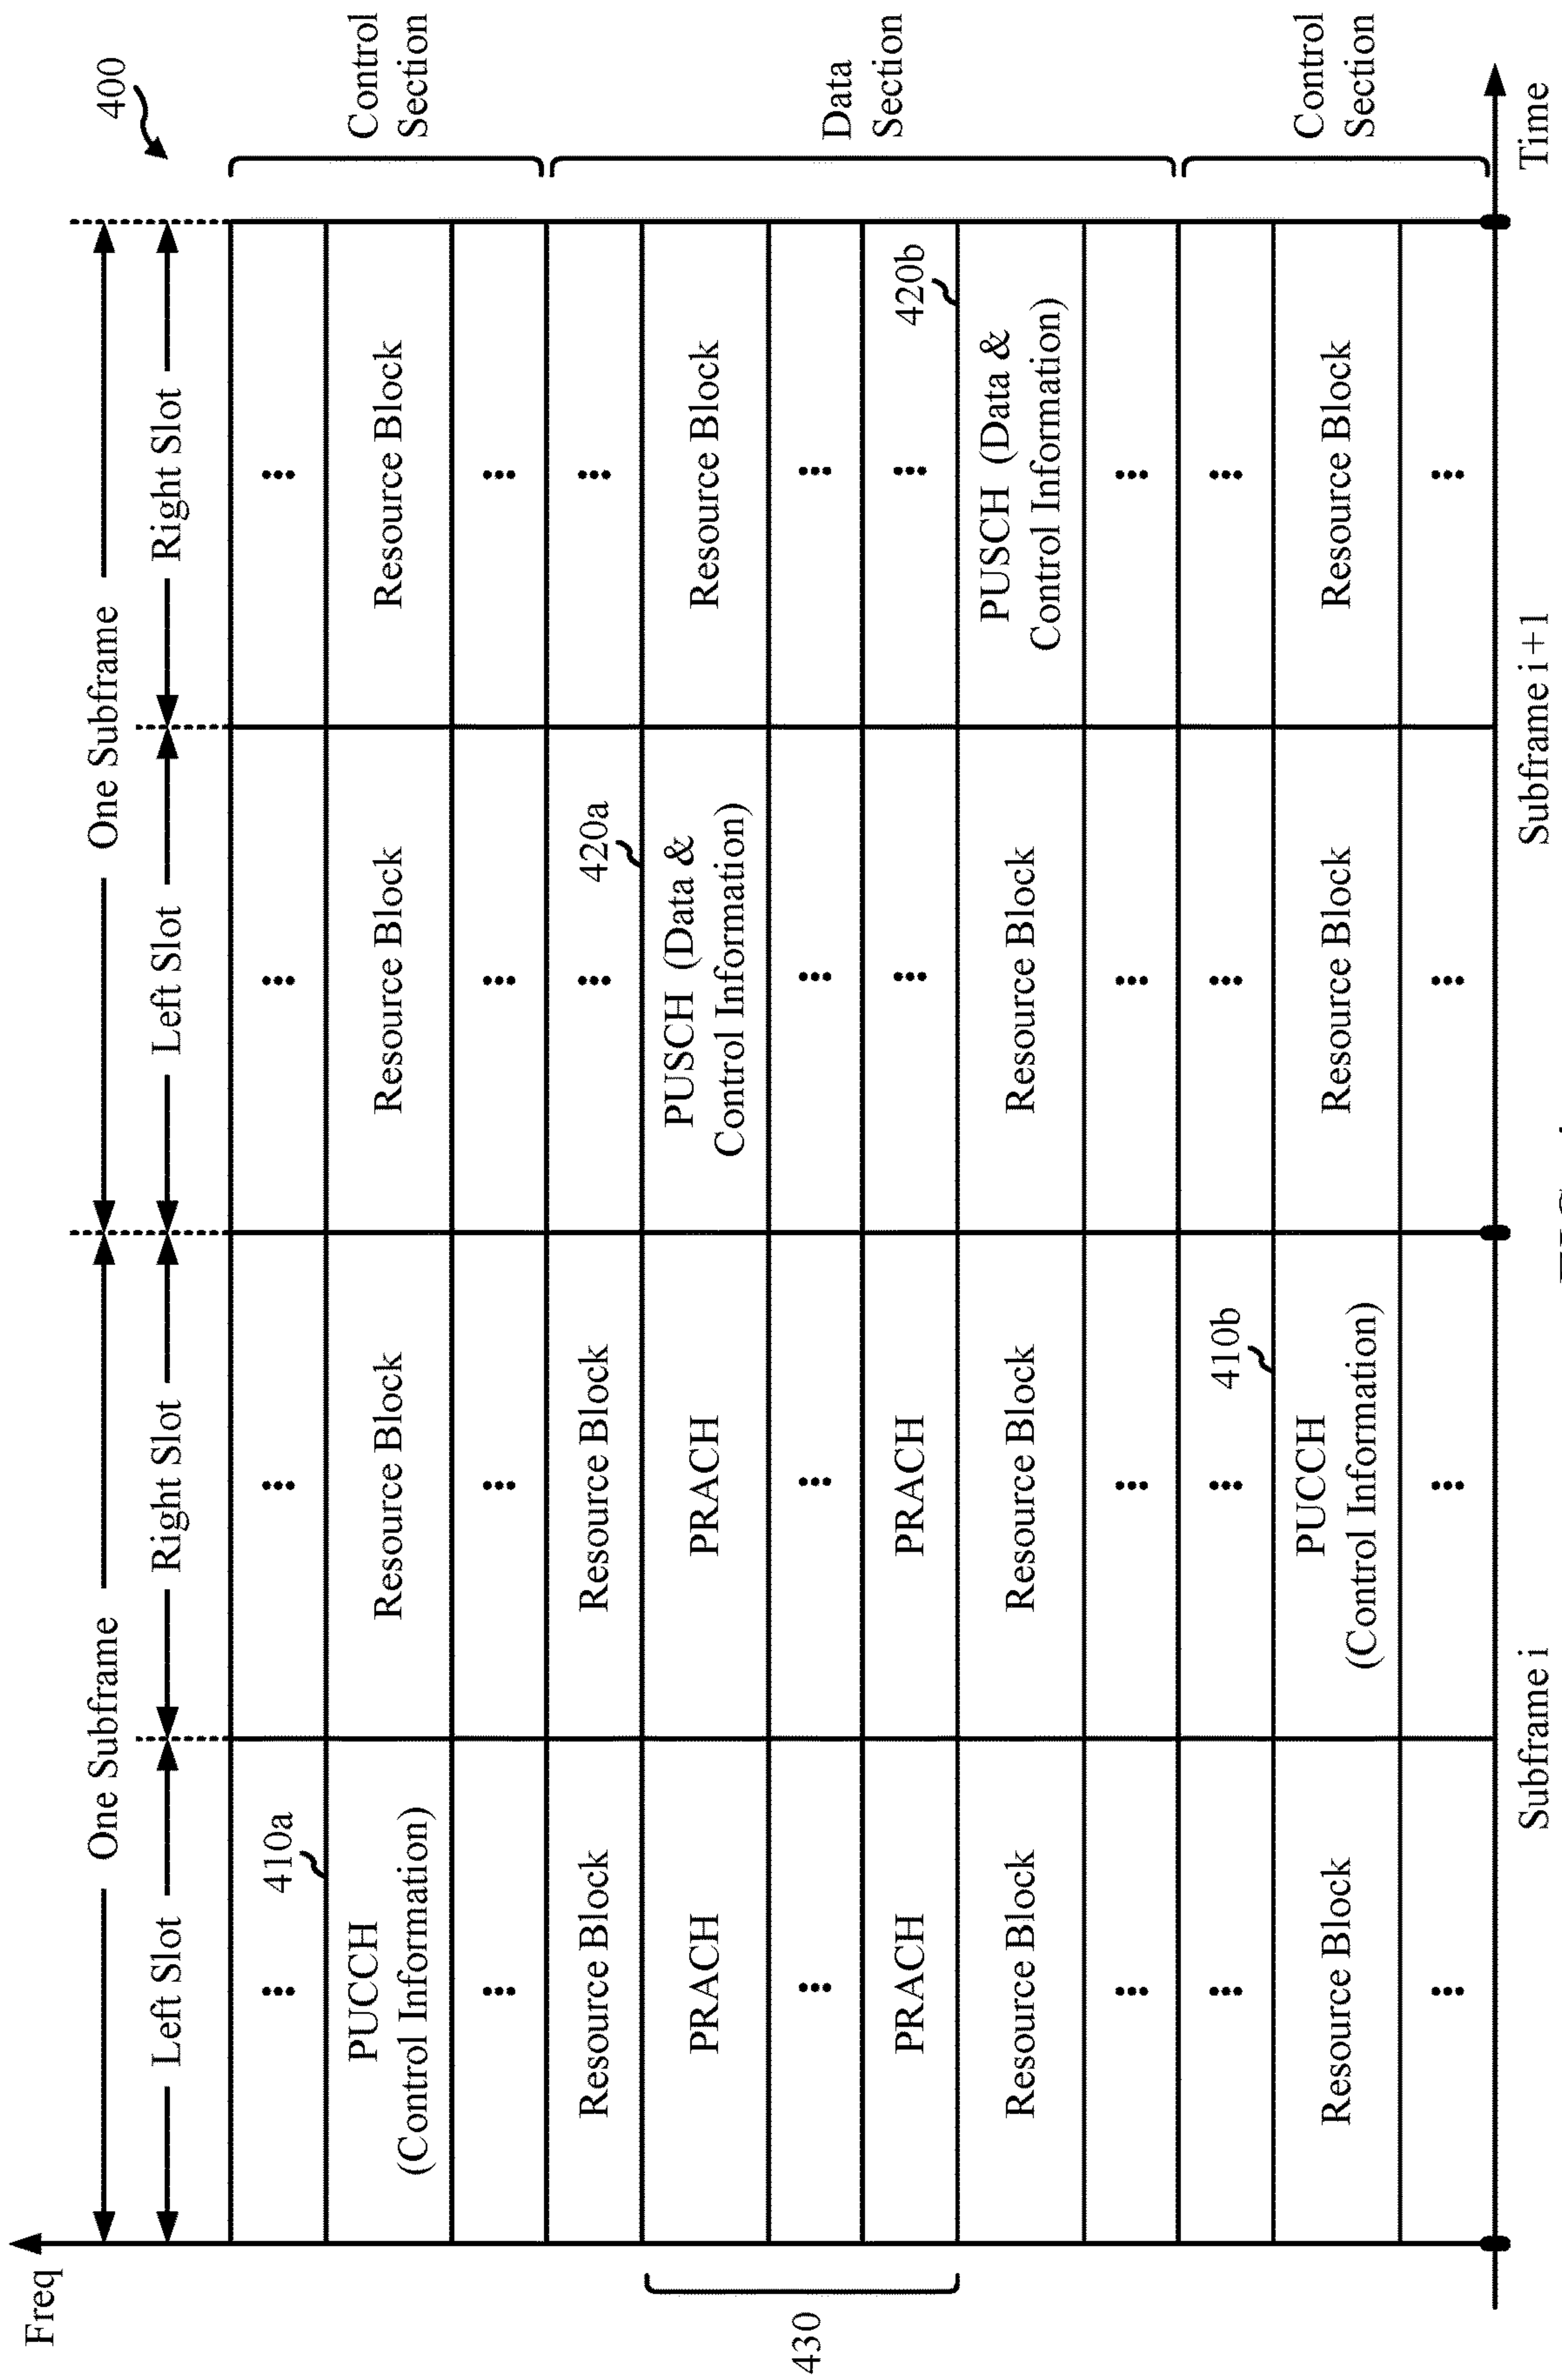 400
Freq
One Subframe
One Subframe
Left Slot
Right Slot
Left Slot
Right Slot
⋮
⋮
⋮
⋮
410a
PUCCH
(Control Information)
Resource Block
Resource Block
Resource Block
Control
Section
⋮
⋮
⋮
⋮
Resource Block
Resource Block
⋮
⋮
420a
PRACH
PRACH
PUSCH (Data &
Control Information)
Resource Block
430
⋮
⋮
⋮
⋮
Data
Section
PRACH
PRACH
⋮
⋮
420b
Resource Block
Resource Block
Resource Block
PUSCH (Data &
Control Information)
⋮
⋮
⋮
⋮
⋮
⋮
410b
⋮
⋮
Resource Block
PUCCH
(Control Information)
Resource Block
Resource Block
Control
Section
⋮
⋮
⋮
⋮
Subframe i
Subframe i+1
Time